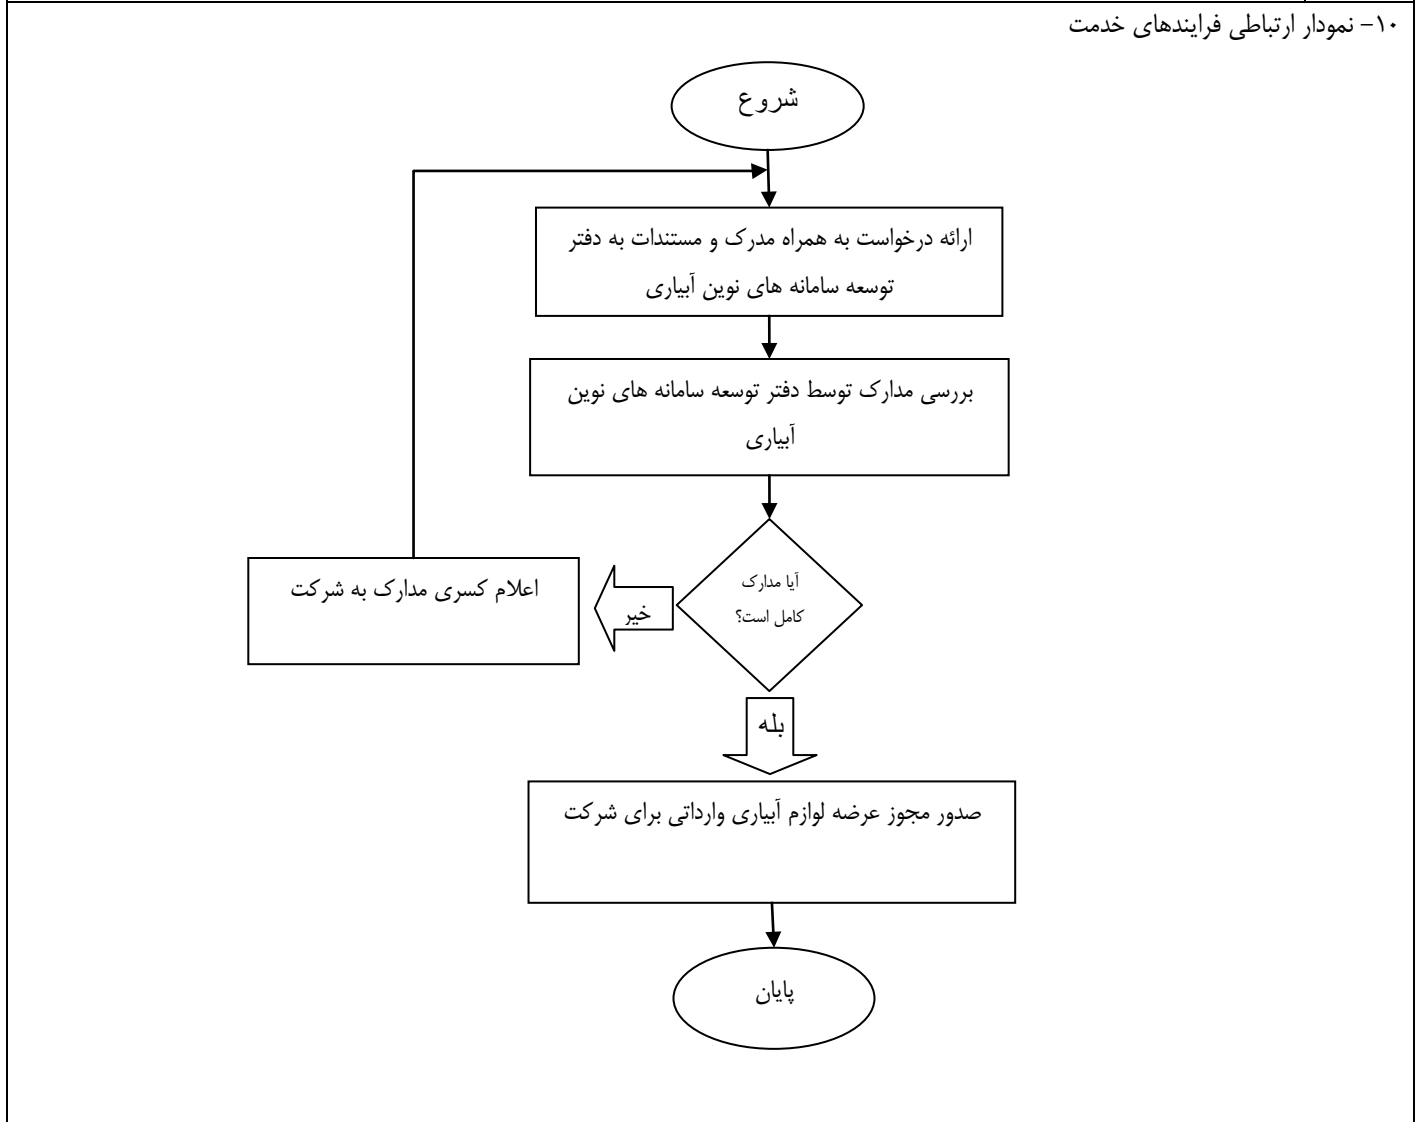 ۱۰- نمودار ارتباطی فرایندهای خدمت
شروع
ارائه درخواست به همراه مدرک و مستندات به دفتر
توسعه سامانه های نوین آبیاری
بررسی مدارک توسط دفتر توسعه سامانه های نوین
آبیاری
آیا مدارک
کامل است؟
خیر
اعلام کسری مدارک به شرکت
بله
صدور مجوز عرضه لوازم آبیاری وارداتی برای شرکت
پایان